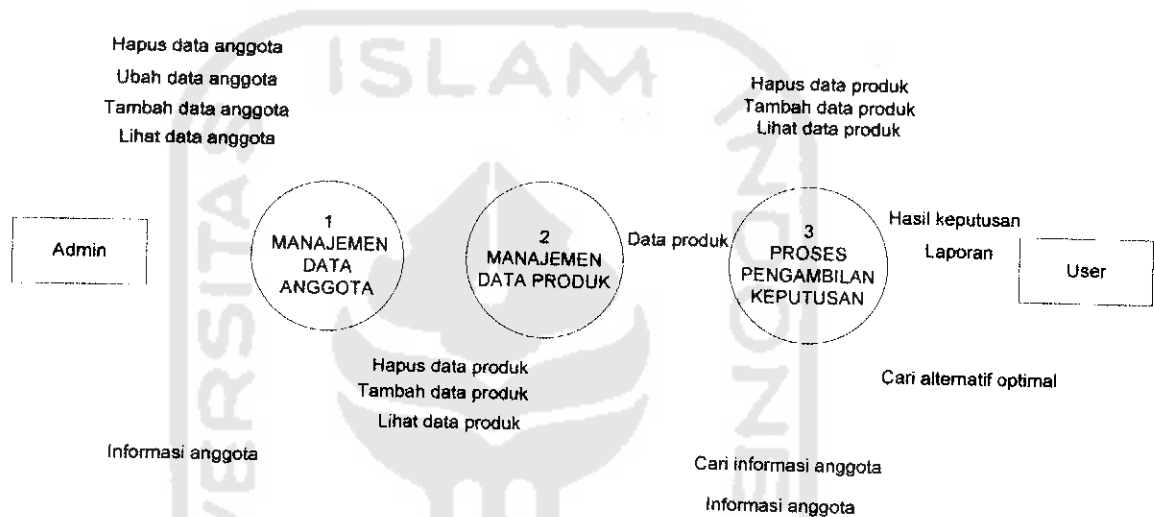 Hapus data anggota
Ubah data anggota
Tambah data anggota
Lihat data anggota
ISLAM
Hapus data produk
Tambah data produk
Lihat data produk
Admin
1
MANAJEMEN
DATA
ANGGOTA
2
MANAJEMEN
DATA PRODUK
Data produk
3
PROSES
PENGAMBILAN
KEPUTUSAN
Hasil keputusan
Laporan
User
Hapus data produk
Tambah data produk
Lihat data produk
Cari alternatif optimal
Informasi anggota
Cari informasi anggota
Informasi anggota